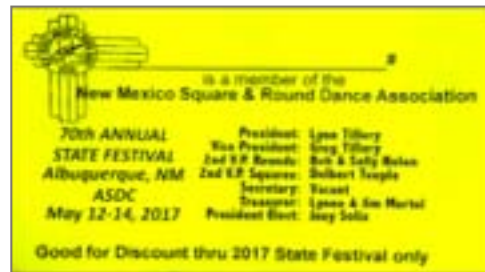 #
is a member of the
New Mexico Square & Round Dance Association
70th ANNUAL
STATE FESTIVAL
Albuquerque, NM
ASDC
May 12-14, 2017
President: Lynn Tillery
Vice President: Greg Tillery
2nd V.P. Rounds: Bob & Sally Nolen
2nd V.P. Squares: Delbert Temple
Secretary: Vacant
Treasurer: & Jim Martel
President Elect: Joey Solis
Good for Discount thru 2017 State Festival only